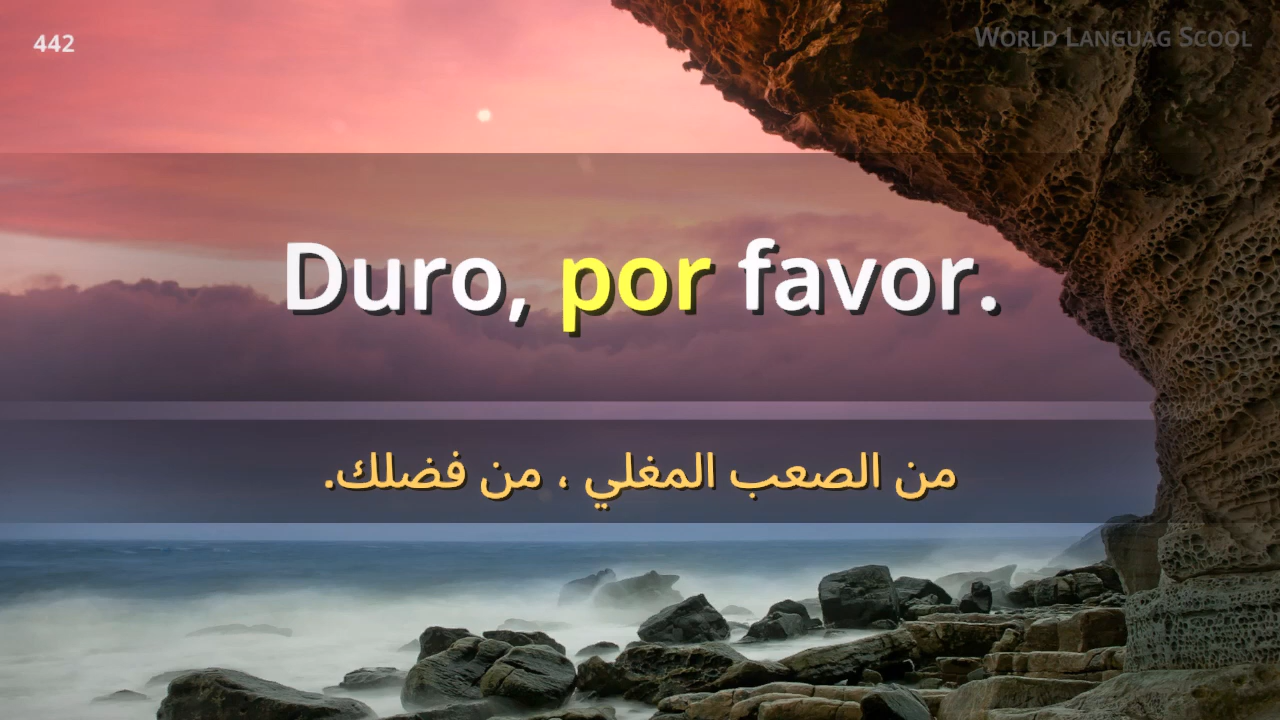 442
World Languag Scool
Duro, por favor.
من الصعب المغلي ، من فضلك.